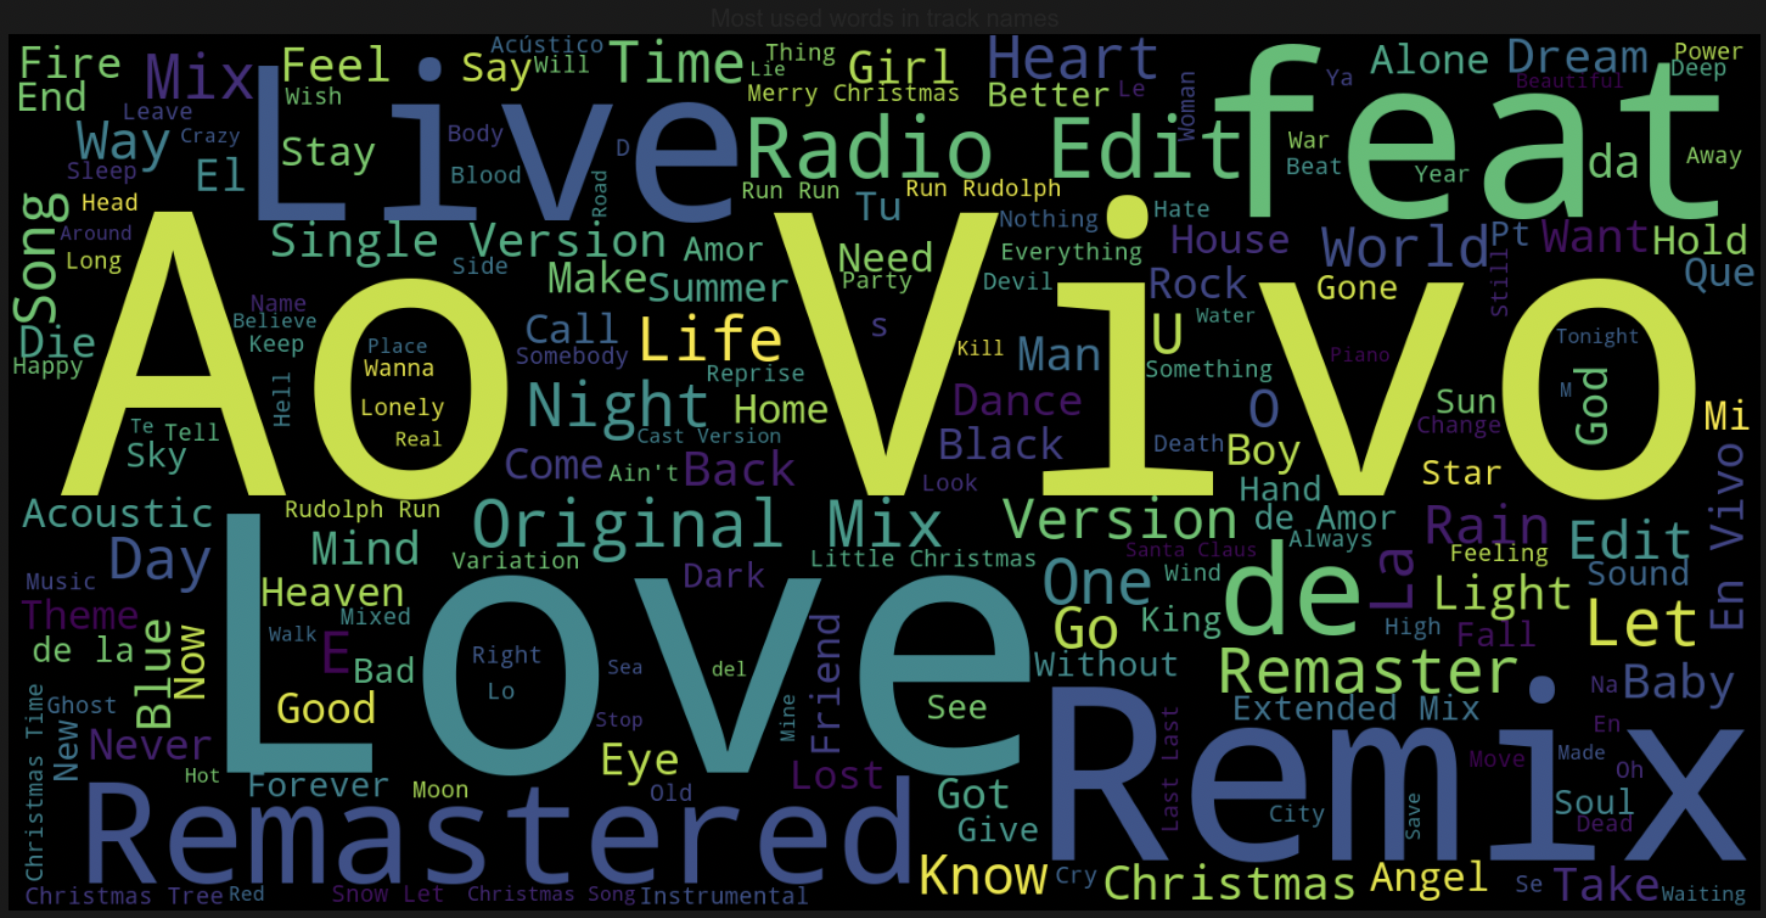 Most used words in track names
Fire
Mix
Feel
Say
Acústico
Will
Time
Thing
Lie
Girl
Heart
Alone
Dream
Power
Deep
End
Leave
Wish
Merry Christmas
Better
Le
Woman
Ya
Beautiful
Live
feat
Way
Crazy
Stay
Body
D
Radio Edit
War
Beat
Year
da
Away
Sleep
El
Blood
Road
Run Run
Run Rudolph
Tu
Nothing
Hate
Song
Head
Around
Long
Single Version
Side
Amor
Need
Everything
House
World
Pt
Want
Hold
Make
Summer
Party
Devil
Rock
Gone
Still
Que
Ao Vivo
Name
Believe
Keep
Die
Happy
Place
Wanna
Call
Somebody
Life
s
Kill
Man
U
Water
Something
Piano
Tonight
Reprise
Hell
Lonely
Real
Night
Home
Dance
O
Sun
M
God
Mi
Te
Tell
Sky
Cast Version
Black
Death
Boy
Change
Come
Ain't
Back
Look
Star
Hand
En Vivo
Acoustic
Rudolph Run
Original Mix
Version
de Amor
Always
Rain
Edit
Day
Mind
Variation
Little Christmas
Santa Claus
Feeling
Music
Heaven
Dark
One
Wind
de
La
Light
Sound
Theme
Mixed
Love
Go
King
High
Fall
Let
de la
Blue
Now
Walk
E
Bad
Right
Lo
Sea
del
Friend
Without
Remaster
Baby
Na
Ghost
Good
Stop
Mine
See
Extended Mix
En
Christmas Time
New
Never
Eye
Lost
Remix
Last Last
Move
Made
Oh
Hot
Forever
Moon
Old
Got
Give
City
Save
Soul
Dead
Remastered
Know
Cry
Christmas
Angel
Se
Take
Waiting
Christmas Tree
Red
Snow Let
Christmas Song
Instrumental